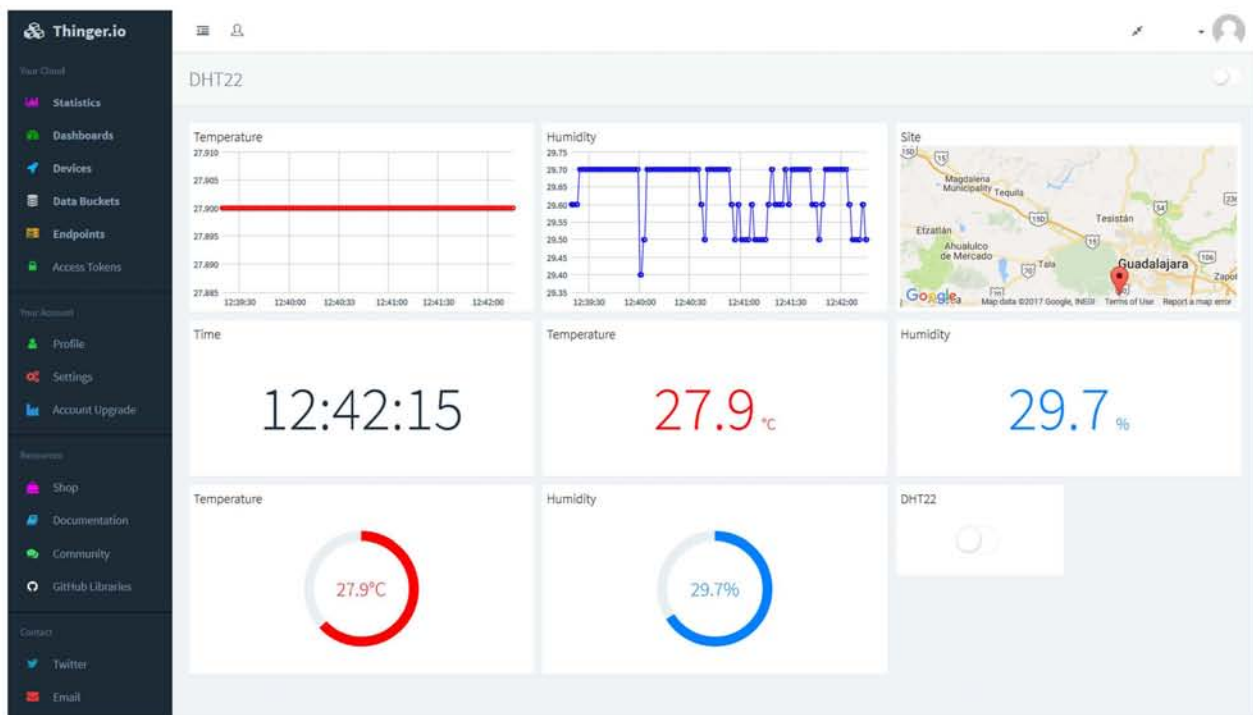 Thinger.io
Your Cloud
Statistics
Dashboards
Devices
Data Buckets
Endpoints
Access Tokens
Your Account
Profile
Settings
Account Upgrade
Resources
Shop
Documentation
Community
GitHub Libraries
Contact
Twitter
Email
DHT22
Temperature
27.910
27.905
27.900
27.895
27.890
27.885
12:39:30 12:40:00 12:40:30 12:41:00 12:41:30 12:42:00
Humidity
29.75
29.70
29.65
29.60
29.55
29.50
29.45
29.40
29.35
12:39:30 12:40:00 12:40:30 12:41:00 12:41:30 12:42:00
Site
15D
15
Magdalena
Municipality
Tequila
15D
54
Tesistán
Etzatlán
15
Ahualulco
de Mercado
70
Tala
Guadalajara
Google
Map data ©2017 Google, INEGI Terms of Use Report a map error
Time
12:42:15
Temperature
27.9 °C
Humidity
29.7 %
Temperature
27.9°C
Humidity
29.7%
DHT22